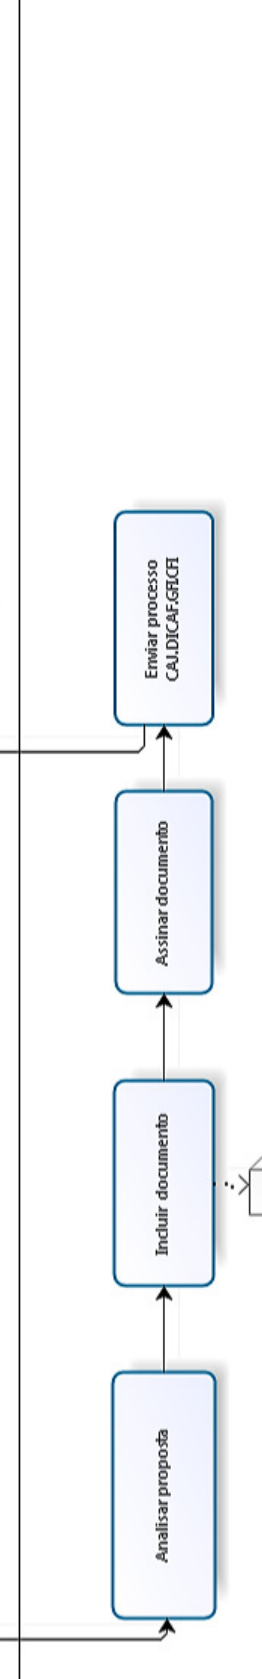 Analisar proposta
Incluir documento
Assinar documento
Enviar processo
CAJ.DICAF.GFI.CFI